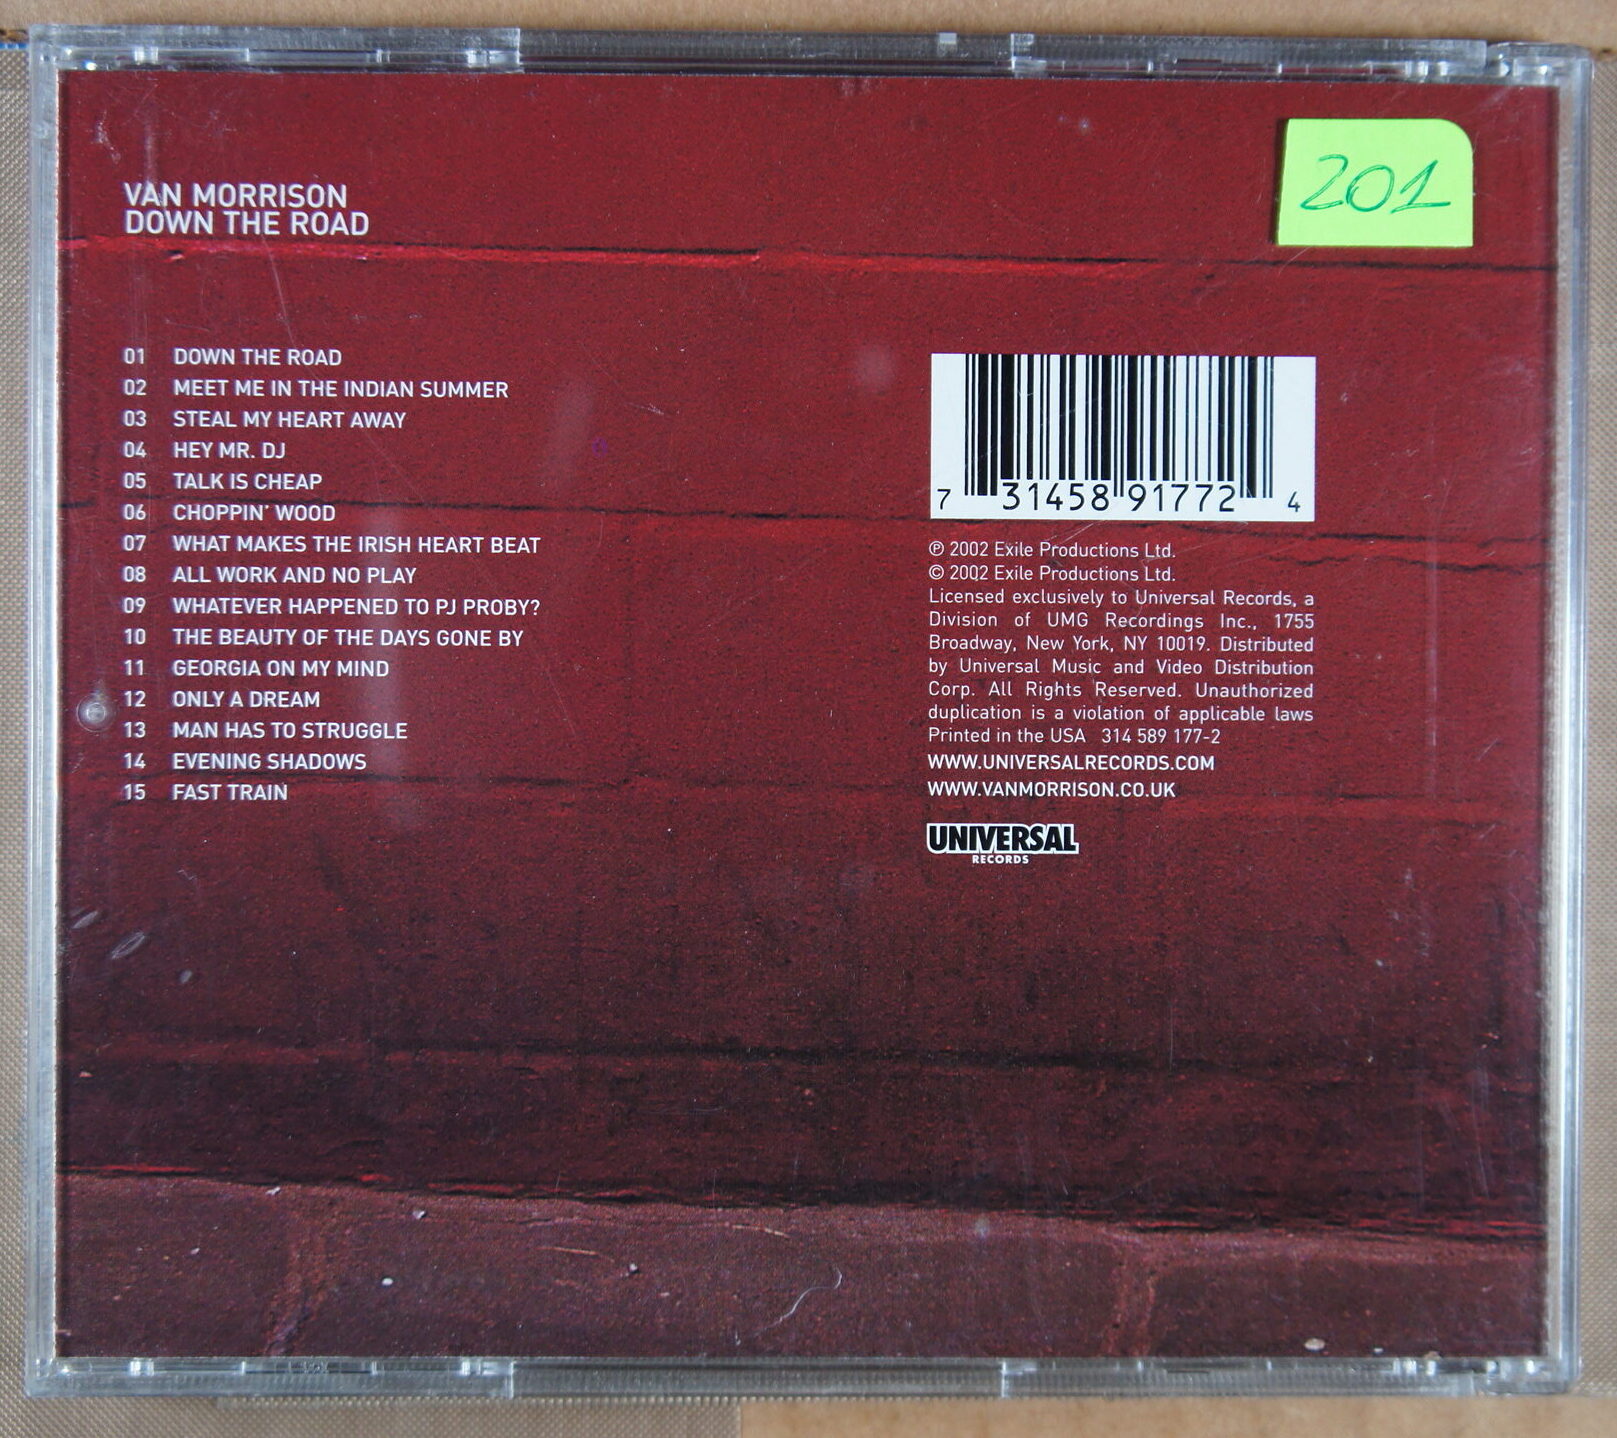 VAN MORRISON
DOWN THE ROAD
201
01 DOWN THE ROAD
02 MEET ME IN THE INDIAN SUMMER
03 STEAL MY HEART AWAY
04 HEY MR. DJ
05 TALK IS CHEAP
06 CHOPPIN' WOOD
07 WHAT MAKES THE IRISH HEART BEAT
08 ALL WORK AND NO PLAY
09 WHATEVER HAPPENED TO PJ PROBY?
10 THE BEAUTY OF THE DAYS GONE BY
11 GEORGIA ON MY MIND
12 ONLY A DREAM
13 MAN HAS TO STRUGGLE
14 EVENING SHADOWS
15 FAST TRAIN
7 31458 91772 4
℗ 2002 Exile Productions Ltd.
© 2002 Exile Productions Ltd.
Licensed exclusively to Universal Records, a
Division of UMG Recordings Inc., 1755
Broadway, New York, NY 10019. Distributed
by Universal Music and Video Distribution
Corp. All Rights Reserved. Unauthorized
duplication is a violation of applicable laws
Printed in the USA 314 589 177-2
WWW.UNIVERSALRECORDS.COM
WWW.VANMORRISON.CO.UK
UNIVERSAL
RECORDS